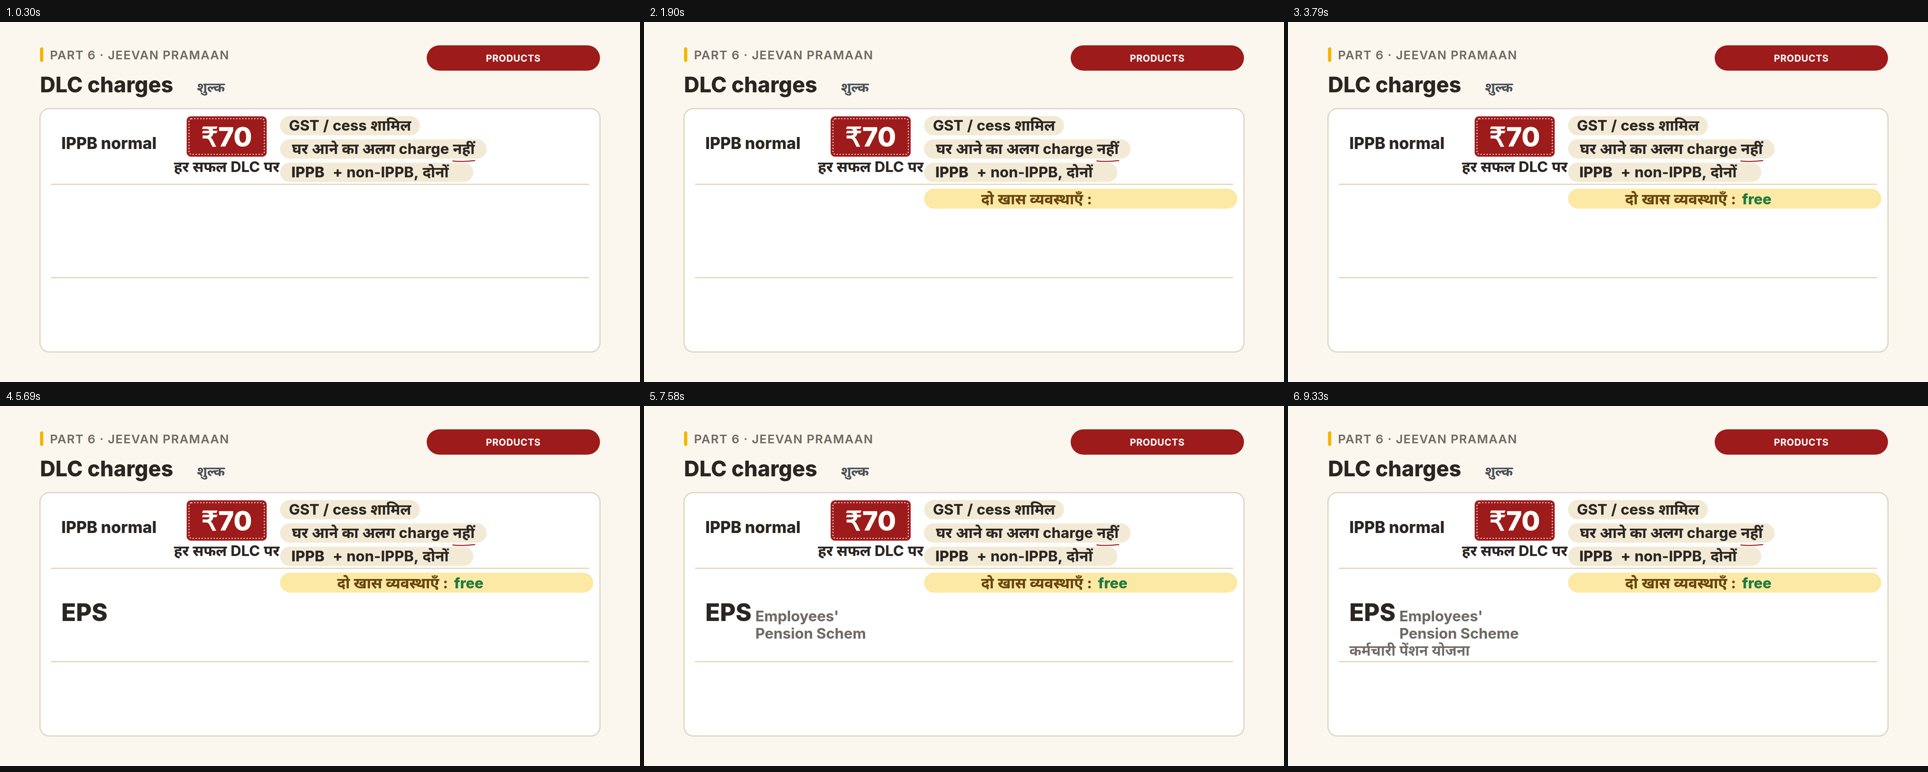 1. 0.30s
PART 6 · JEEVAN PRAMAAN
PRODUCTS
DLC charges शुल्क
IPPB normal
₹70
हर सफल DLC पर
GST / cess शामिल
घर आने का अलग charge नहीं
IPPB + non-IPPB, दोनों
2. 1.90s
PART 6 · JEEVAN PRAMAAN
PRODUCTS
DLC charges शुल्क
IPPB normal
₹70
हर सफल DLC पर
GST / cess शामिल
घर आने का अलग charge नहीं
IPPB + non-IPPB, दोनों
दो खास व्यवस्थाएँ :
3. 3.79s
PART 6 · JEEVAN PRAMAAN
PRODUCTS
DLC charges शुल्क
IPPB normal
₹70
हर सफल DLC पर
GST / cess शामिल
घर आने का अलग charge नहीं
IPPB + non-IPPB, दोनों
दो खास व्यवस्थाएँ : free
4. 5.69s
PART 6 · JEEVAN PRAMAAN
PRODUCTS
DLC charges शुल्क
IPPB normal
₹70
हर सफल DLC पर
GST / cess शामिल
घर आने का अलग charge नहीं
IPPB + non-IPPB, दोनों
दो खास व्यवस्थाएँ : free
EPS
5. 7.58s
PART 6 · JEEVAN PRAMAAN
PRODUCTS
DLC charges शुल्क
IPPB normal
₹70
हर सफल DLC पर
GST / cess शामिल
घर आने का अलग charge नहीं
IPPB + non-IPPB, दोनों
दो खास व्यवस्थाएँ : free
EPS Employees'
Pension Schem
6. 9.33s
PART 6 · JEEVAN PRAMAAN
PRODUCTS
DLC charges शुल्क
IPPB normal
₹70
हर सफल DLC पर
GST / cess शामिल
घर आने का अलग charge नहीं
IPPB + non-IPPB, दोनों
दो खास व्यवस्थाएँ : free
EPS Employees'
Pension Scheme
कर्मचारी पेंशन योजना